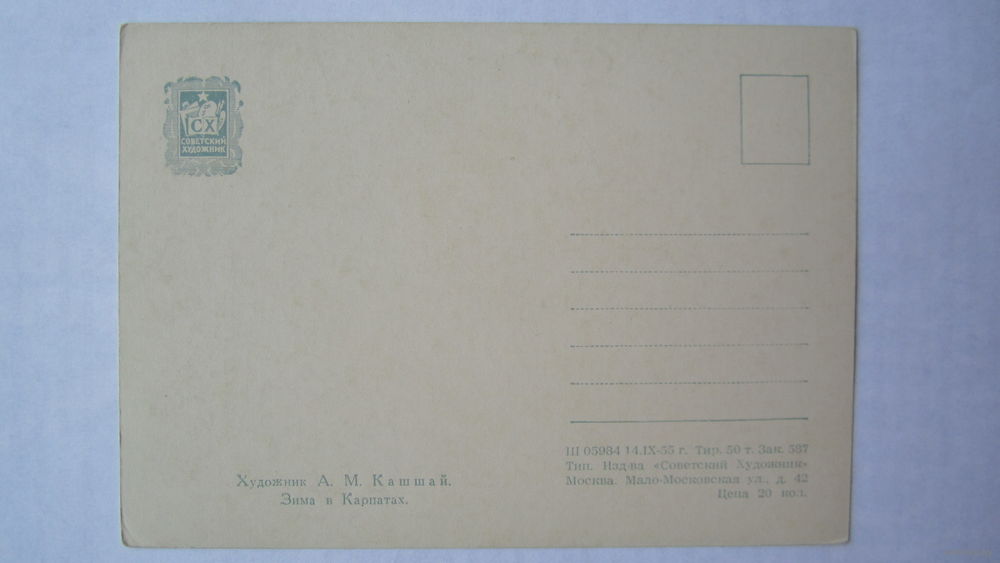 СХ
СОВЕТСКИЙ
ХУДОЖНИК
Художник А. М. Кашшай.
Зима в Карпатах.
Ш 05984 14.IX-55 г. Тир. 50 т. Зак. 587
Тип. Изд-ва «Советский Художник»
Москва. Мало-Московская ул., д. 42
Цена 20 коп.